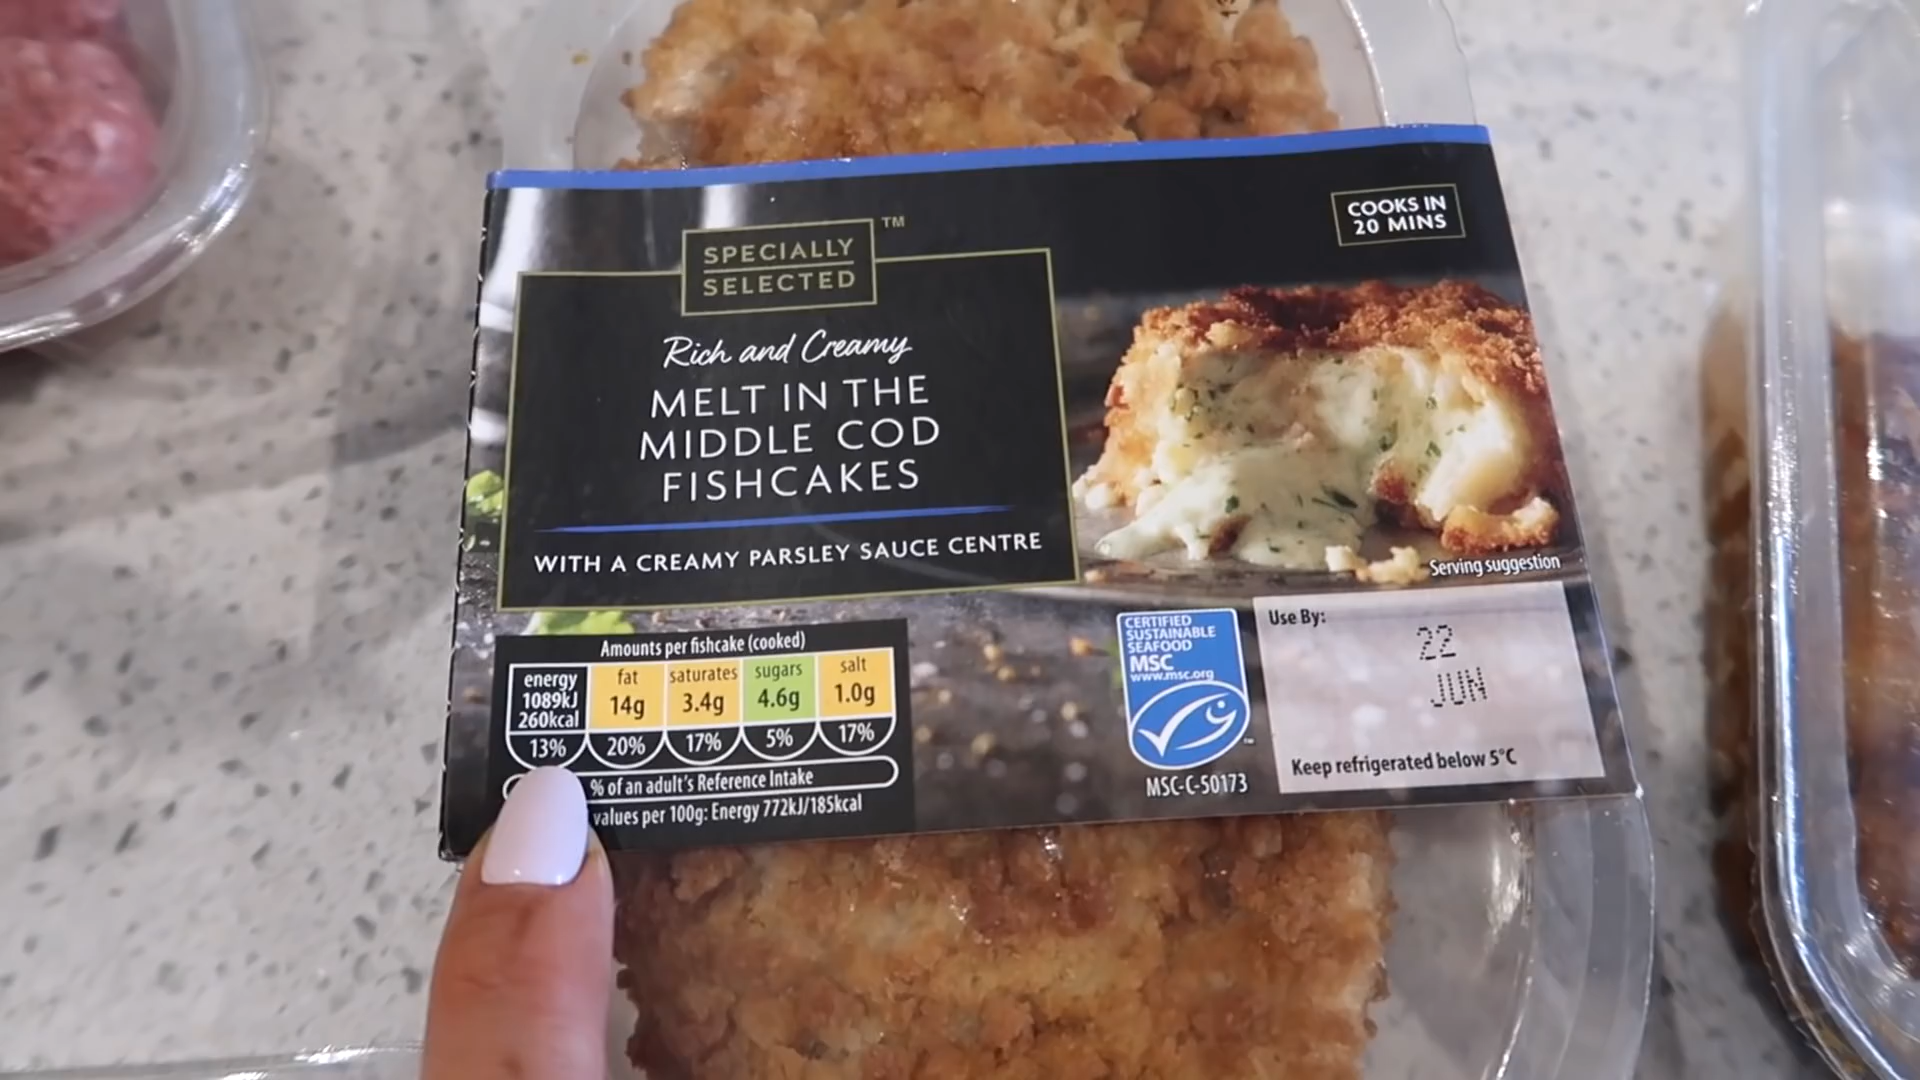 COOKS IN
20 MINS
SPECIALLY
SELECTED
™
Rich and Creamy
MELT IN THE
MIDDLE COD
FISHCAKES
WITH A CREAMY PARSLEY SAUCE CENTRE
Serving suggestion
Amounts per fishcake (cooked)
energy
1089kJ
260kcal
13%
fat
14g
20%
saturates
3.4g
17%
sugars
4.6g
5%
salt
1.0g
17%
% of an adult's Reference Intake
values per 100g: Energy 772kJ/185kcal
CERTIFIED
SUSTAINABLE
SEAFOOD
MSC
www.msc.org
™
MSC-C-50173
Use By:
22
JUN
Keep refrigerated below 5°C